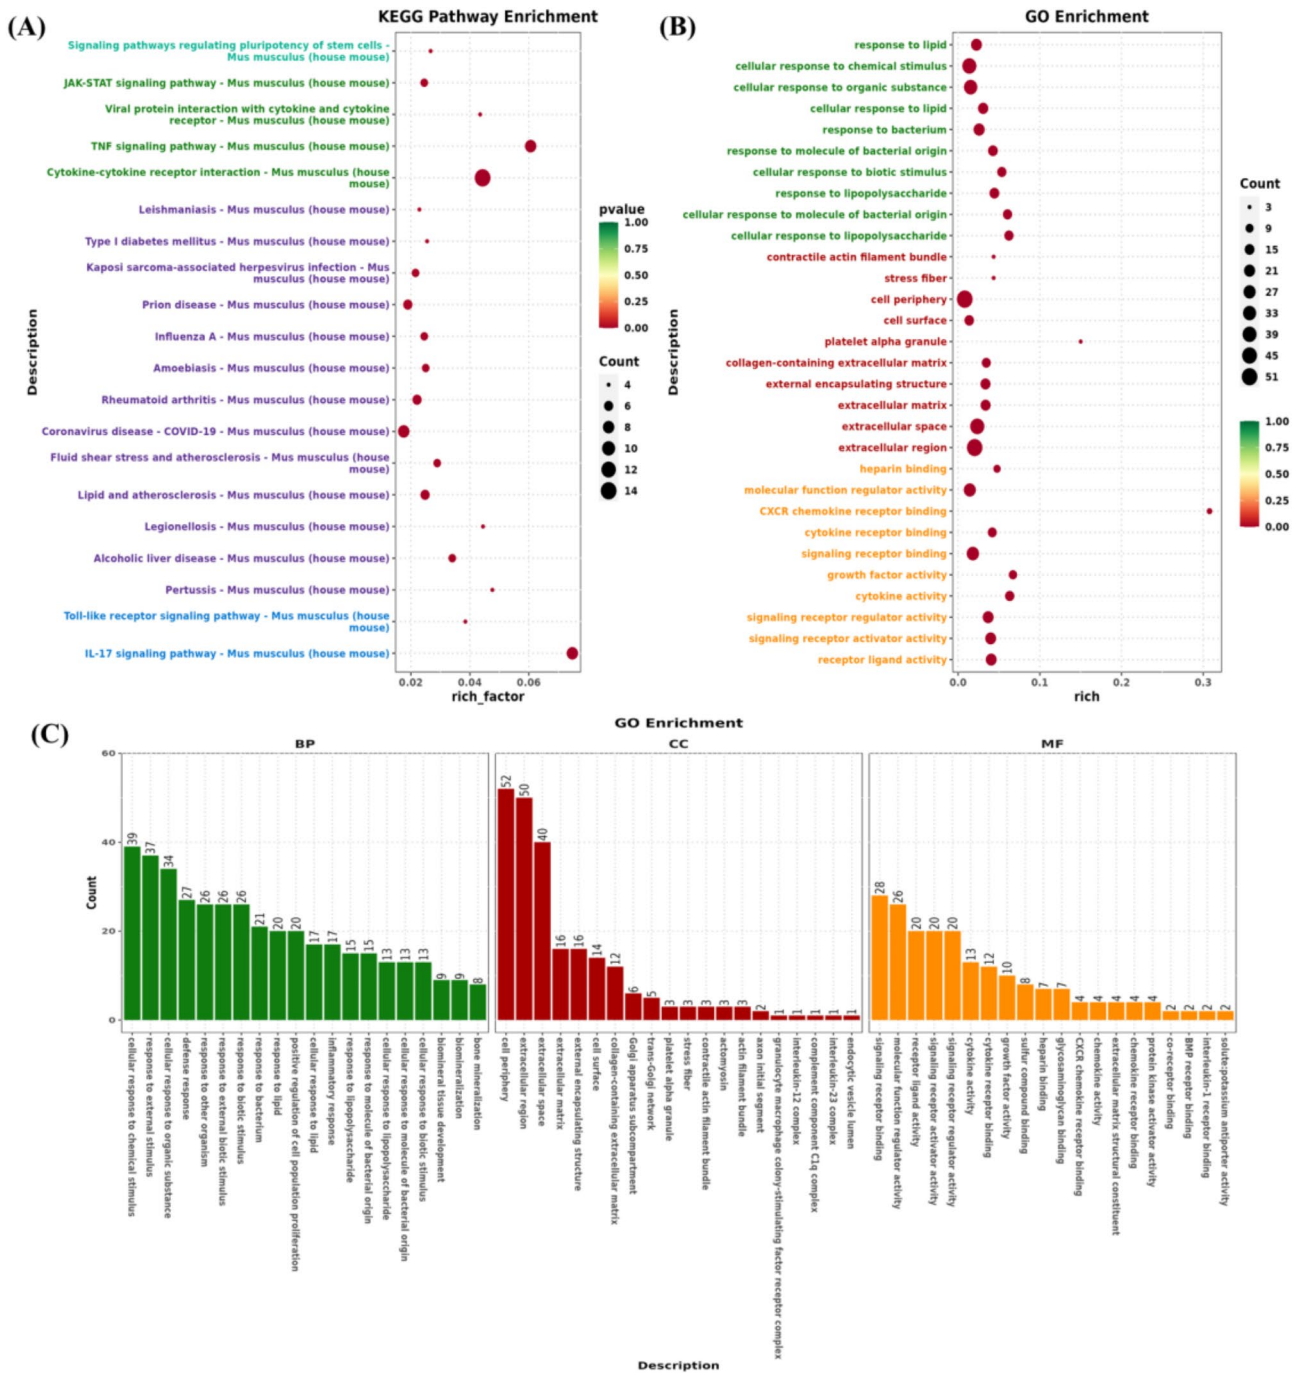 (A)
KEGG Pathway Enrichment
Signaling pathways regulating pluripotency of stem cells -
Mus musculus (house mouse)
JAK-STAT signaling pathway - Mus musculus (house mouse)
Viral protein interaction with cytokine and cytokine
receptor - Mus musculus (house mouse)
TNF signaling pathway - Mus musculus (house mouse)
Cytokine-cytokine receptor interaction - Mus musculus (house
mouse)
Leishmaniasis - Mus musculus (house mouse)
Type I diabetes mellitus - Mus musculus (house mouse)
Kaposi sarcoma-associated herpesvirus infection - Mus
musculus (house mouse)
Prion disease - Mus musculus (house mouse)
Influenza A - Mus musculus (house mouse)
Amoebiasis - Mus musculus (house mouse)
Rheumatoid arthritis - Mus musculus (house mouse)
Coronavirus disease - COVID-19 - Mus musculus (house mouse)
Fluid shear stress and atherosclerosis - Mus musculus (house
mouse)
Lipid and atherosclerosis - Mus musculus (house mouse)
Legionellosis - Mus musculus (house mouse)
Alcoholic liver disease - Mus musculus (house mouse)
Pertussis - Mus musculus (house mouse)
Toll-like receptor signaling pathway - Mus musculus (house
mouse)
IL-17 signaling pathway - Mus musculus (house mouse)
Description
0.02 0.04 0.06
rich_factor
pvalue
1.00
0.75
0.50
0.25
0.00
Count
4
6
8
10
12
14
(B)
GO Enrichment
response to lipid
cellular response to chemical stimulus
cellular response to organic substance
cellular response to lipid
response to bacterium
response to molecule of bacterial origin
cellular response to biotic stimulus
response to lipopolysaccharide
cellular response to molecule of bacterial origin
cellular response to lipopolysaccharide
contractile actin filament bundle
stress fiber
cell periphery
cell surface
platelet alpha granule
collagen-containing extracellular matrix
external encapsulating structure
extracellular matrix
extracellular space
extracellular region
heparin binding
molecular function regulator activity
CXCR chemokine receptor binding
cytokine receptor binding
signaling receptor binding
growth factor activity
cytokine activity
signaling receptor regulator activity
signaling receptor activator activity
receptor ligand activity
Description
0.0 0.1 0.2 0.3
rich
Count
3
9
15
21
27
33
39
45
51
1.00
0.75
0.50
0.25
0.00
(C)
GO Enrichment
BP
CC
MF
60
40
20
0
Count
39 37 34 27 26 26 26 21 20 20 17 17 15 15 13 13 13 9 9 8
52 50 40 16 16 14 12 6 5 3 3 3 3 3 2 1 1 1 1 1
28 26 20 20 20 13 12 10 8 7 7 4 4 4 4 4 2 2 2 2
cellular response to chemical stimulus
response to external stimulus
cellular response to organic substance
defense response
response to other organism
response to external biotic stimulus
response to biotic stimulus
response to bacterium
response to lipid
positive regulation of cell population proliferation
cellular response to lipid
inflammatory response
response to lipopolysaccharide
response to molecule of bacterial origin
cellular response to lipopolysaccharide
cellular response to molecule of bacterial origin
cellular response to biotic stimulus
biomineral tissue development
biomineralization
bone mineralization
cell periphery
extracellular region
extracellular space
extracellular matrix
external encapsulating structure
cell surface
collagen-containing extracellular matrix
Golgi apparatus subcompartment
trans-Golgi network
platelet alpha granule
stress fiber
contractile actin filament bundle
actomyosin
actin filament bundle
axon initial segment
granulocyte macrophage colony-stimulating factor receptor complex
interleukin-12 complex
complement component C1q complex
interleukin-23 complex
endocytic vesicle lumen
signaling receptor binding
molecular function regulator activity
receptor ligand activity
signaling receptor activator activity
signaling receptor regulator activity
cytokine activity
cytokine receptor binding
growth factor activity
sulfur compound binding
heparin binding
glycosaminoglycan binding
CXCR chemokine receptor binding
chemokine activity
extracellular matrix structural constituent
chemokine receptor binding
protein kinase activator activity
co-receptor binding
BMP receptor binding
interleukin-1 receptor binding
solute:potassium antiporter activity
Description